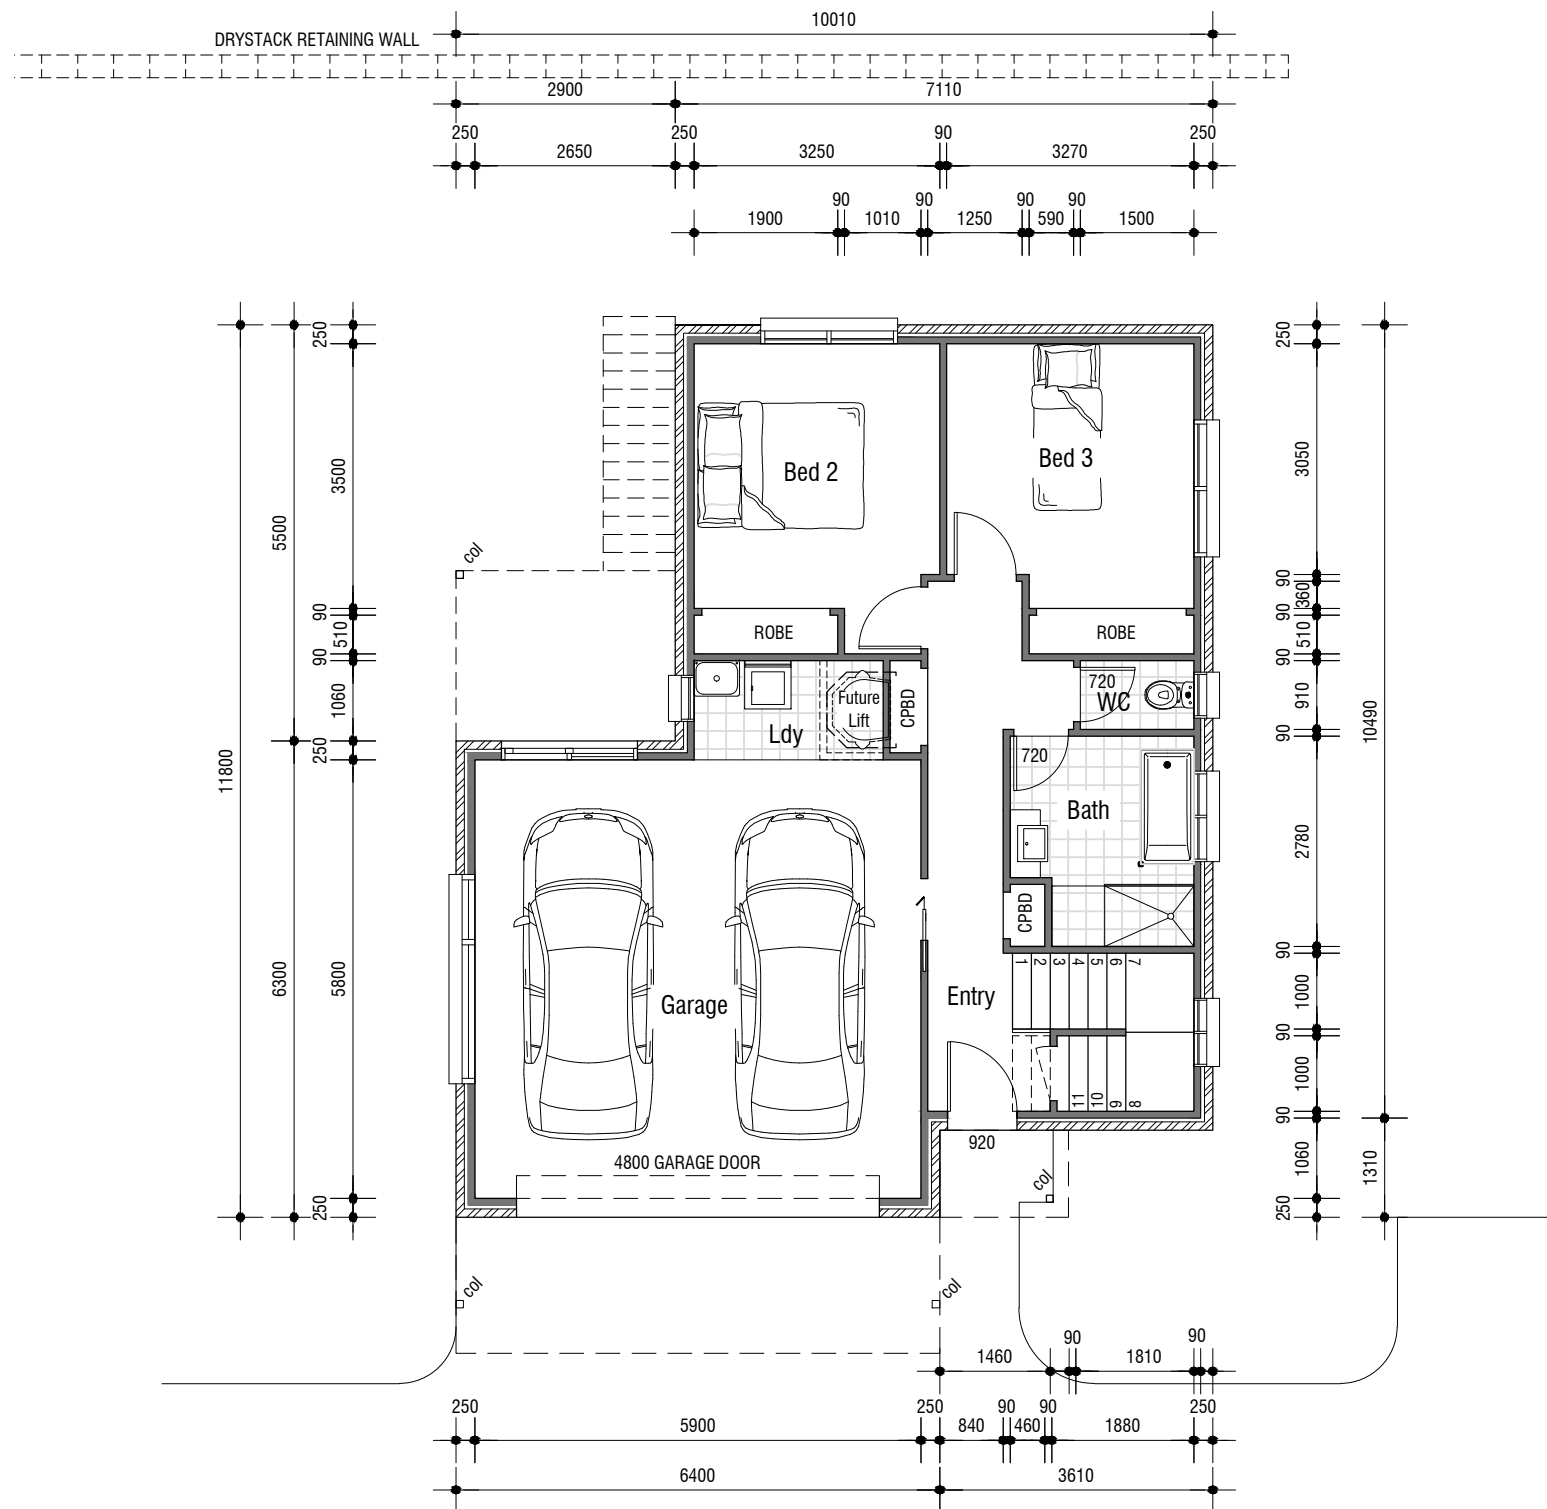 10010
DRYSTACK RETAINING WALL
2900 7110
250 250 90 250
2650 3250 3270
90 90 90 90
1900 1010 1250 590 1500
250
3500
5500
90
510
90
1060
250
11800
6300
5800
250
250
3050
90
360
90
510
90
910
90
10490
2780
90
1000
90
1000
90
1060
1310
250
Bed 2
Bed 3
col
ROBE
ROBE
Future
Lift
CPBD
Ldy
720
WC
720
Bath
CPBD
1 2 3 4 5 6 7
Entry
Garage
11 10 9 8
4800 GARAGE DOOR
920
col
col
col
90 90
1460 1810
250 250 90 90 250
5900 840 460 1880
6400 3610